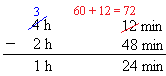 3 60 + 12 = 72
4 h 12 min
− 2 h 48 min
1 h 24 min